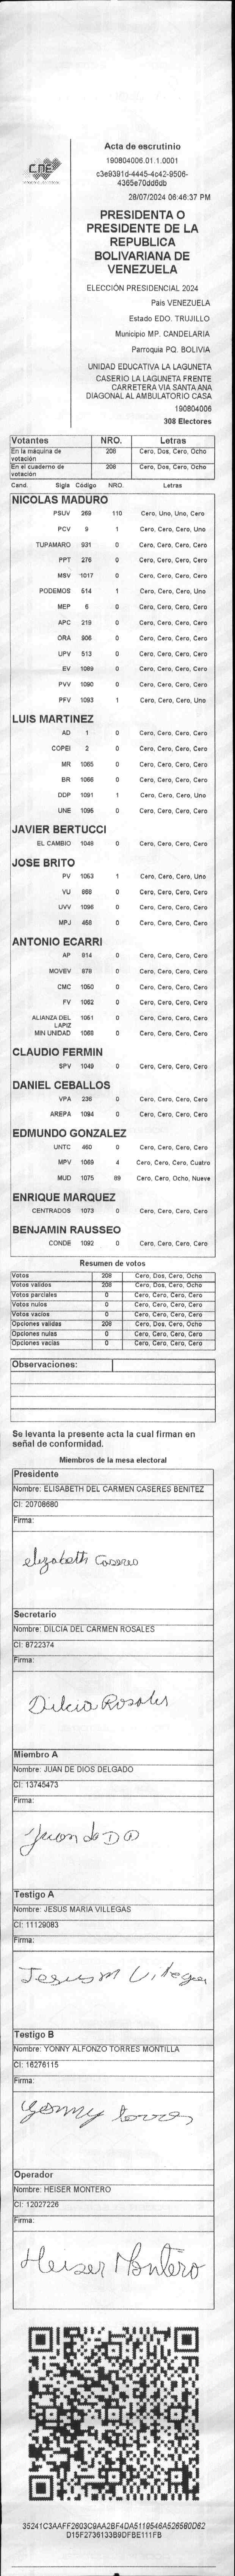 CNE
Acta de escrutinio
190804006.01.1.0001
c3e9391d-4445-4c42-9506-
4365e70dd6db
28/07/2024 06:46:37 PM
PRESIDENTA O
PRESIDENTE DE LA
REPUBLICA
BOLIVARIANA DE
VENEZUELA
ELECCIÓN PRESIDENCIAL 2024
Pais VENEZUELA
Estado EDO. TRUJILLO
Municipio MP. CANDELARIA
Parroquia PQ. BOLIVIA
UNIDAD EDUCATIVA LA LAGUNETA
CASERIO LA LAGUNETA FRENTE
CARRETERA VIA SANTA ANA
DIAGONAL AL AMBULATORIO CASA
190804006
308 Electores
Votantes NRO. Letras
En la máquina de votación 208 Cero, Dos, Cero, Ocho
En el cuaderno de votación 208 Cero, Dos, Cero, Ocho
Cand. Sigla Codigo NRO. Letras
NICOLAS MADURO
PSUV 269 110 Cero, Uno, Uno, Cero
PCV 9 1 Cero, Cero, Cero, Uno
TUPAMARO 931 0 Cero, Cero, Cero, Cero
PPT 276 0 Cero, Cero, Cero, Cero
MSV 1017 0 Cero, Cero, Cero, Cero
PODEMOS 514 1 Cero, Cero, Cero, Uno
MEP 6 0 Cero, Cero, Cero, Cero
APC 219 0 Cero, Cero, Cero, Cero
ORA 906 0 Cero, Cero, Cero, Cero
UPV 513 0 Cero, Cero, Cero, Cero
EV 1089 0 Cero, Cero, Cero, Cero
PVV 1090 0 Cero, Cero, Cero, Cero
PFV 1093 1 Cero, Cero, Cero, Uno
LUIS MARTINEZ
AD 1 0 Cero, Cero, Cero, Cero
COPEI 2 0 Cero, Cero, Cero, Cero
MR 1065 0 Cero, Cero, Cero, Cero
BR 1066 0 Cero, Cero, Cero, Cero
DDP 1091 1 Cero, Cero, Cero, Uno
UNE 1095 0 Cero, Cero, Cero, Cero
JAVIER BERTUCCI
EL CAMBIO 1048 0 Cero, Cero, Cero, Cero
JOSE BRITO
PV 1053 1 Cero, Cero, Cero, Uno
VU 868 0 Cero, Cero, Cero, Cero
UVV 1096 0 Cero, Cero, Cero, Cero
MPJ 458 0 Cero, Cero, Cero, Cero
ANTONIO ECARRI
AP 814 0 Cero, Cero, Cero, Cero
MOVEV 878 0 Cero, Cero, Cero, Cero
CMC 1050 0 Cero, Cero, Cero, Cero
FV 1062 0 Cero, Cero, Cero, Cero
ALIANZA DEL LAPIZ 1051 0 Cero, Cero, Cero, Cero
MIN UNIDAD 1068 0 Cero, Cero, Cero, Cero
CLAUDIO FERMIN
SPV 1049 0 Cero, Cero, Cero, Cero
DANIEL CEBALLOS
VPA 236 0 Cero, Cero, Cero, Cero
AREPA 1094 0 Cero, Cero, Cero, Cero
EDMUNDO GONZALEZ
UNTC 460 0 Cero, Cero, Cero, Cero
MPV 1069 4 Cero, Cero, Cero, Cuatro
MUD 1075 89 Cero, Cero, Ocho, Nueve
ENRIQUE MARQUEZ
CENTRADOS 1073 0 Cero, Cero, Cero, Cero
BENJAMIN RAUSSEO
CONDE 1092 0 Cero, Cero, Cero, Cero
Resumen de votos
Votos 208 Cero, Dos, Cero, Ocho
Votos validos 208 Cero, Dos, Cero, Ocho
Votos parciales 0 Cero, Cero, Cero, Cero
Votos nulos 0 Cero, Cero, Cero, Cero
Votos vacios 0 Cero, Cero, Cero, Cero
Opciones validas 208 Cero, Dos, Cero, Ocho
Opciones nulas 0 Cero, Cero, Cero, Cero
Opciones vacias 0 Cero, Cero, Cero, Cero
Observaciones:
Se levanta la presente acta la cual firman en
señal de conformidad.
Miembros de la mesa electoral
Presidente
Nombre: ELISABETH DEL CARMEN CASERES BENITEZ
CI: 20706680
Firma:
elizabeth Caseres
Secretario
Nombre: DILCIA DEL CARMEN ROSALES
CI: 8722374
Firma:
Dilcia Rosales
Miembro A
Nombre: JUAN DE DIOS DELGADO
CI: 13745473
Firma:
Juan de D D
Testigo A
Nombre: JESUS MARIA VILLEGAS
CI: 11129083
Firma:
Jesus M Villegas
Testigo B
Nombre: YONNY ALFONZO TORRES MONTILLA
CI: 16276115
Firma:
Yonny torres
Operador
Nombre: HEISER MONTERO
CI: 12027226
Firma:
Heiser Montero
35241C3AAFF2603C9AA2BF4DA5119546A526580D62
D15F2736133B9DFBE111FB